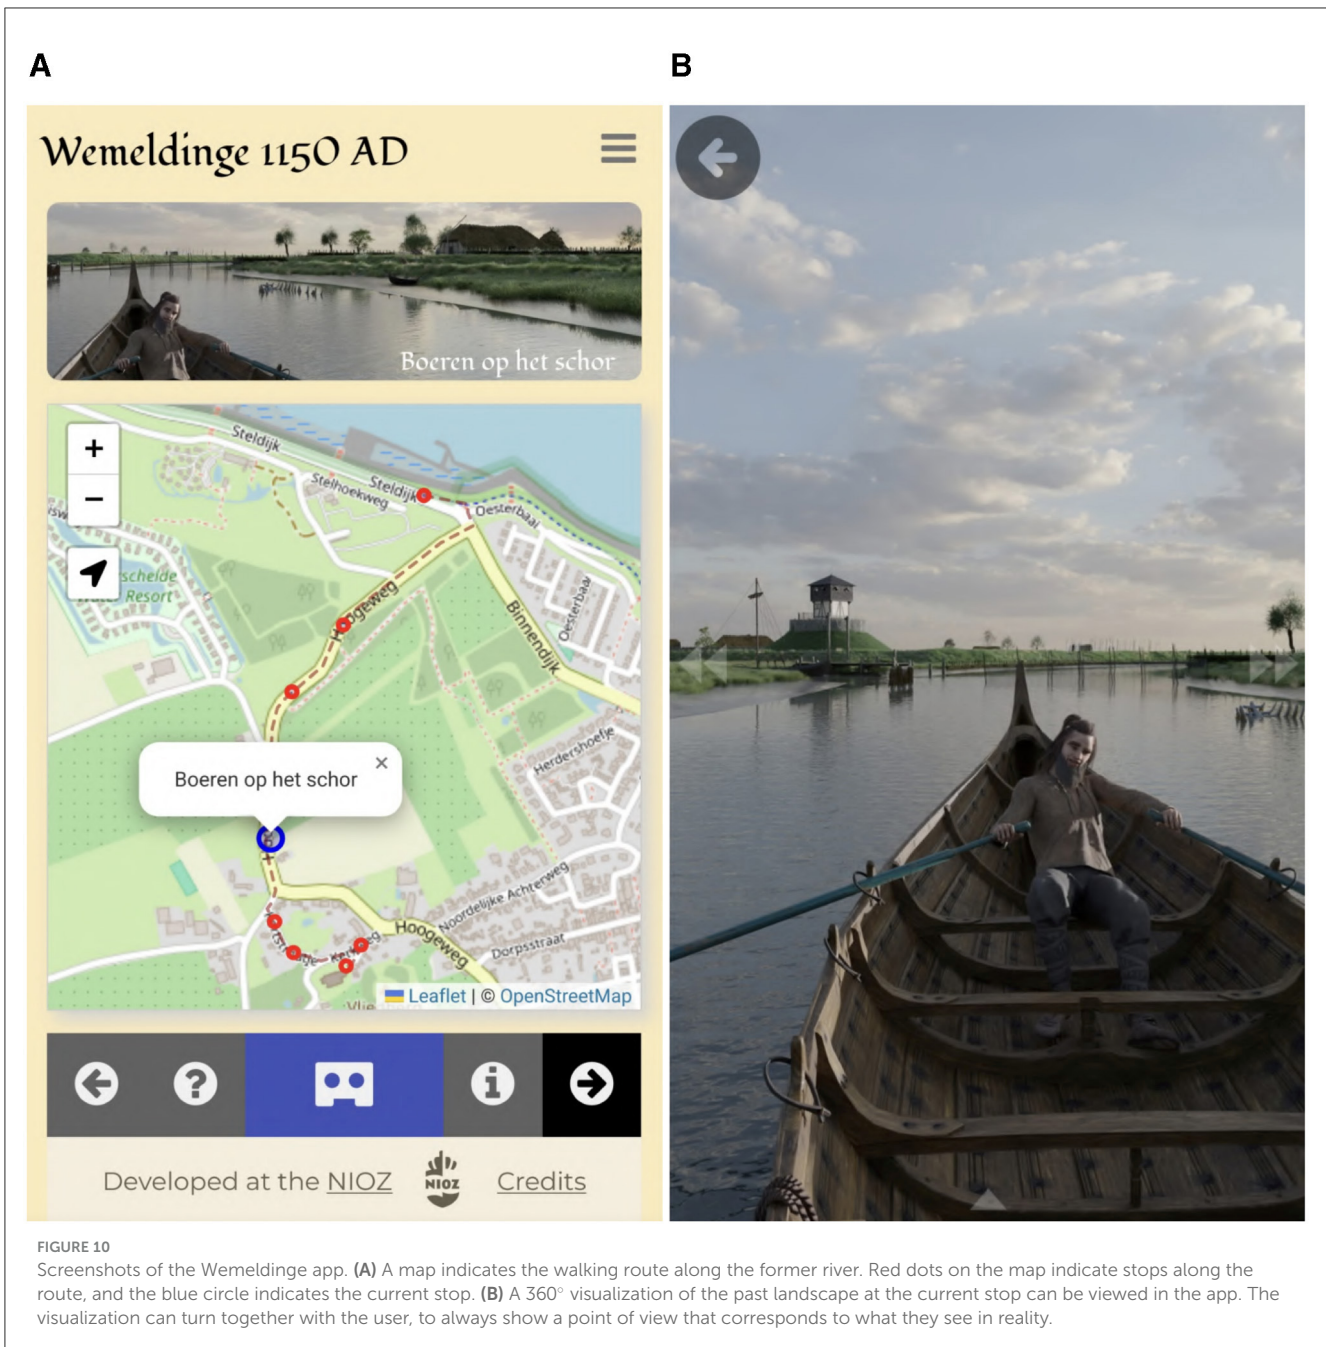 A
B
Wemeldinge 1150 AD
Boeren op het schor
+
−
Steldijk
Stelhoekweg
Steldijk
Oesterbaai
Oesterbaai
schelde
Resort
Hoogeweg
Binnendijk
Boeren op het schor ×
Herdershoefje
Noordelijke Achterweg
Hoogeweg
Dorpsstraat
Leaflet | © OpenStreetMap
?
i
Developed at the NIOZ
NIOZ
Credits
FIGURE 10
Screenshots of the Wemeldinge app. (A) A map indicates the walking route along the former river. Red dots on the map indicate stops along the
route, and the blue circle indicates the current stop. (B) A 360° visualization of the past landscape at the current stop can be viewed in the app. The
visualization can turn together with the user, to always show a point of view that corresponds to what they see in reality.